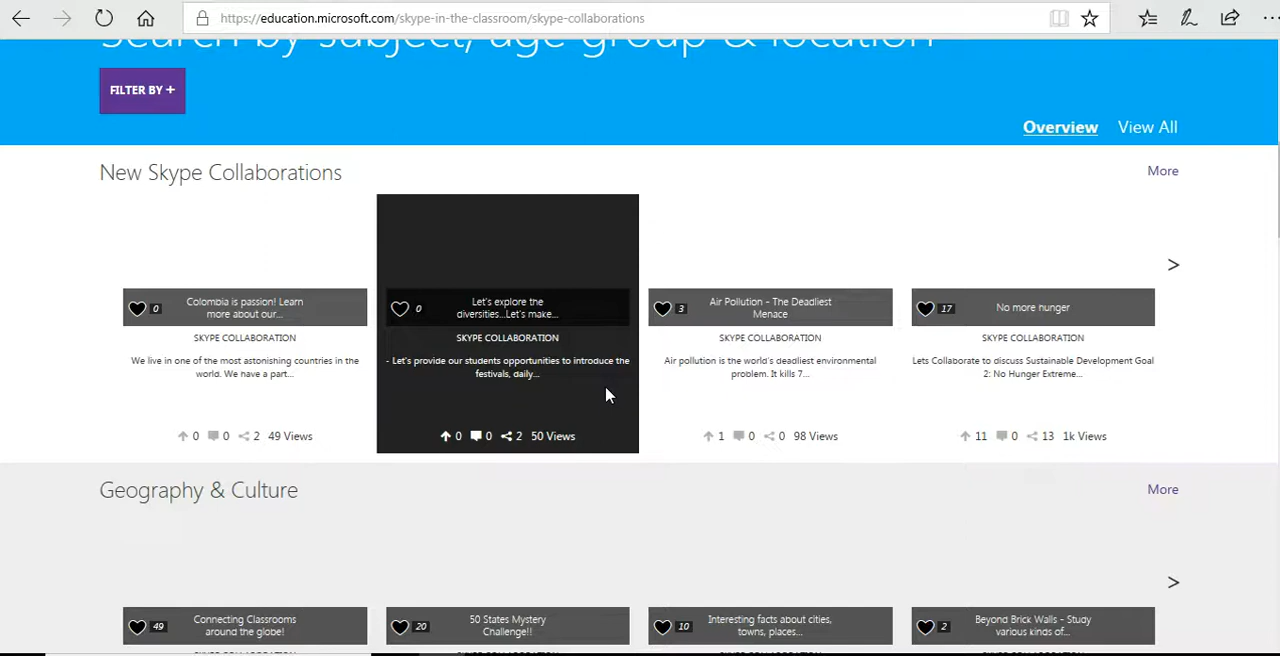 https://education.microsoft.com/skype-in-the-classroom/skype-collaborations
Search by subject, age group & location
FILTER BY +
Overview View All
New Skype Collaborations
More
0 Colombia is passion! Learn
more about our...
SKYPE COLLABORATION
We live in one of the most astonishing countries in the
world. We have a part...
0 0 2 49 Views
0 Let's explore the
diversities...Let's make...
SKYPE COLLABORATION
- Let's provide our students opportunities to introduce the
festivals, daily...
0 0 2 50 Views
3 Air Pollution - The Deadliest
Menace
SKYPE COLLABORATION
Air pollution is the world's deadliest environmental
problem. It kills 7...
1 0 0 98 Views
17 No more hunger
SKYPE COLLABORATION
Lets Collaborate to discuss Sustainable Development Goal
2: No Hunger Extreme...
11 0 13 1k Views
>
Geography & Culture
More
>
49 Connecting Classrooms
around the globe!
20 50 States Mystery
Challenge!!
10 Interesting facts about cities,
towns, places...
2 Beyond Brick Walls - Study
various kinds of...